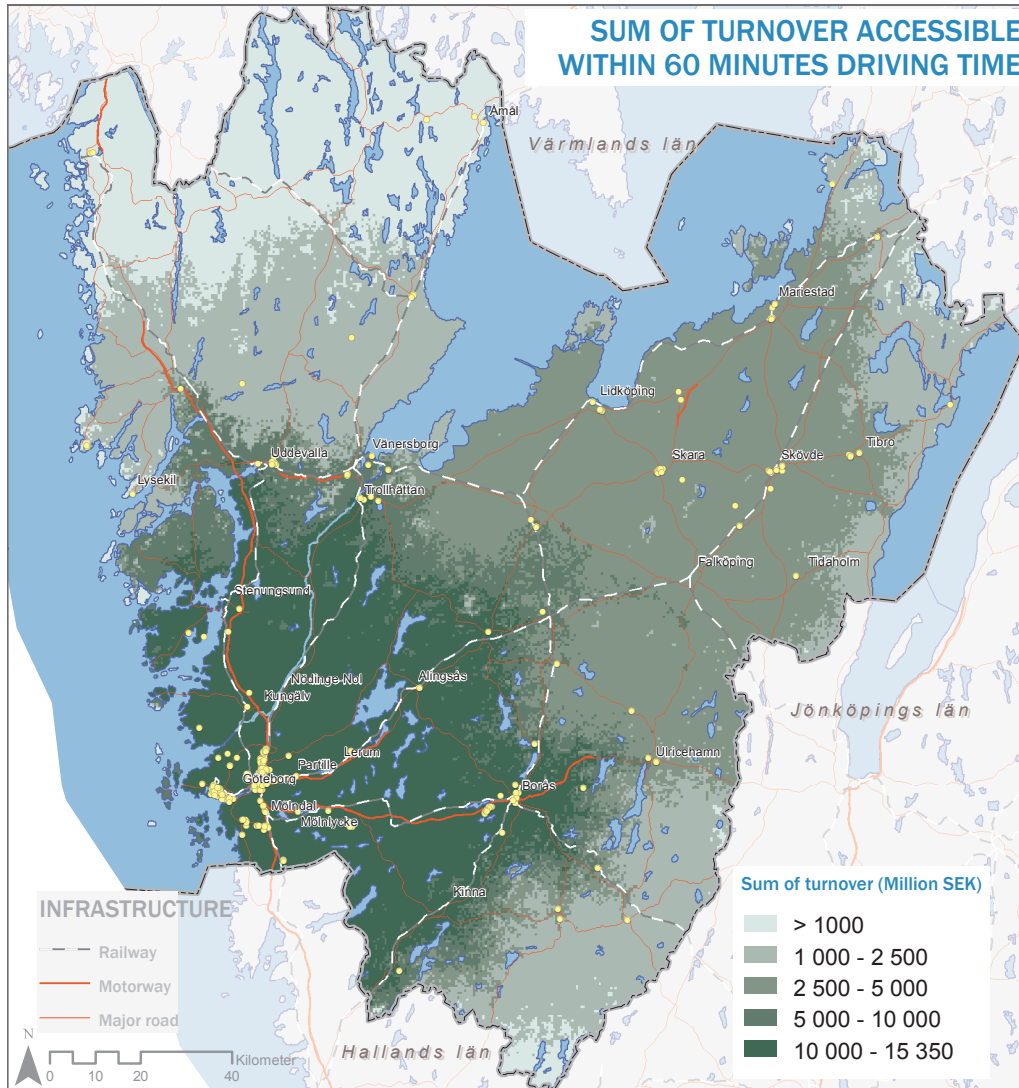 SUM OF TURNOVER ACCESSIBLE
WITHIN 60 MINUTES DRIVING TIME
Åmål
Värmlands län
Mariestad
Lidköping
Vänersborg
Uddevalla
Skara
Skövde
Tibro
Lysekil
Trollhättan
Falköping
Tidaholm
Stenungsund
Nödinge-Nol
Alingsås
Kungälv
Jönköpings län
Lerum
Ulricehamn
Partille
Göteborg
Borås
Mölndal
Mölnlycke
Kinna
Hallands län
INFRASTRUCTURE
Railway
Motorway
Major road
N
Kilometer
0 10 20 40
Sum of turnover (Million SEK)
> 1000
1 000 - 2 500
2 500 - 5 000
5 000 - 10 000
10 000 - 15 350